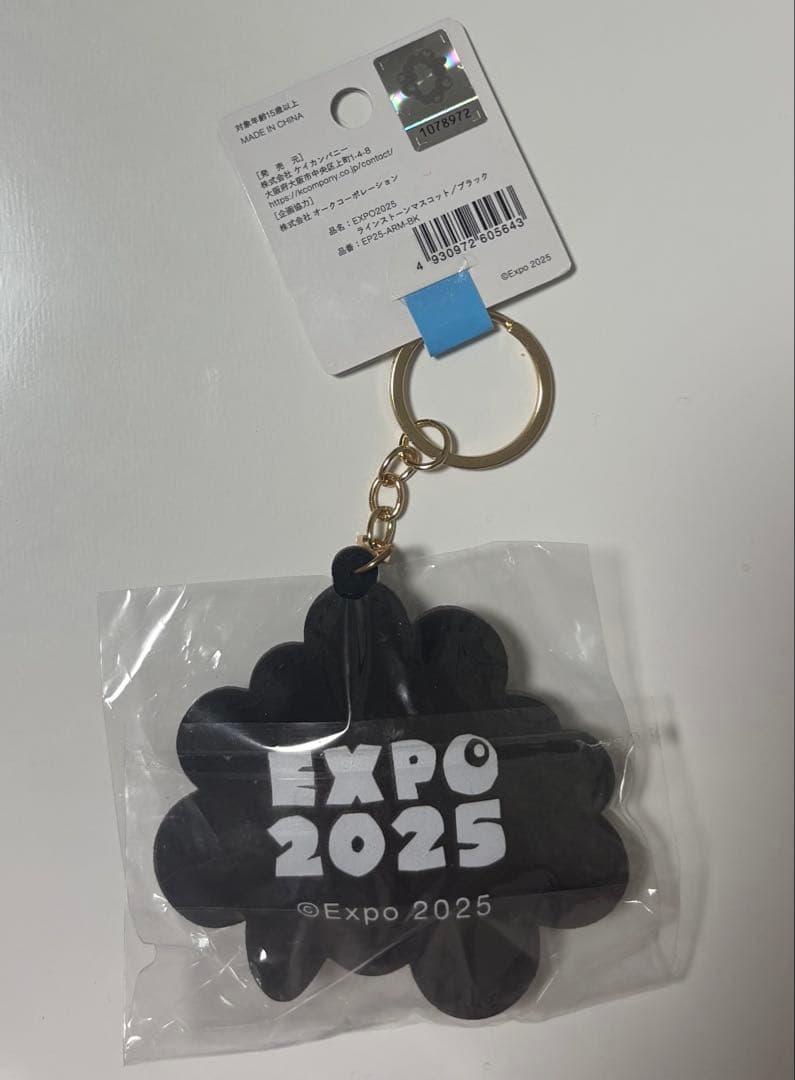 対象年齢15歳以上
MADE IN CHINA
1078972
[発 売 元]
株式会社 ケイカンパニー
大阪府大阪市中央区上町1-4-8
https://kcompany.co.jp/contact/
[企画協力]
株式会社 オークコーポレーション
品名:EXPO2025
ラインストーンマスコット/ブラック
品番:EP25-ARM-BK
4 930972 605643
©Expo 2025
EXPO
2025
©Expo 2025